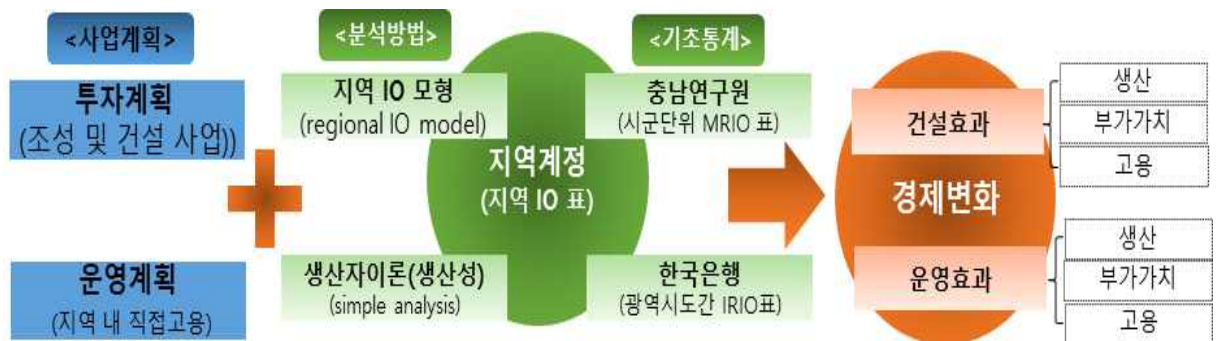 <사업계획>
투자계획
(조성 및 건설 사업))
운영계획
(지역 내 직접고용)
<분석방법>
지역 IO 모형
(regional IO model)
생산자이론(생산성)
(simple analysis)
지역계정
(지역 IO 표)
<기초통계>
충남연구원
(시군단위 MRIO 표)
한국은행
(광역시도간 IRIO표)
경제변화
건설효과
생산
부가가치
고용
운영효과
생산
부가가치
고용